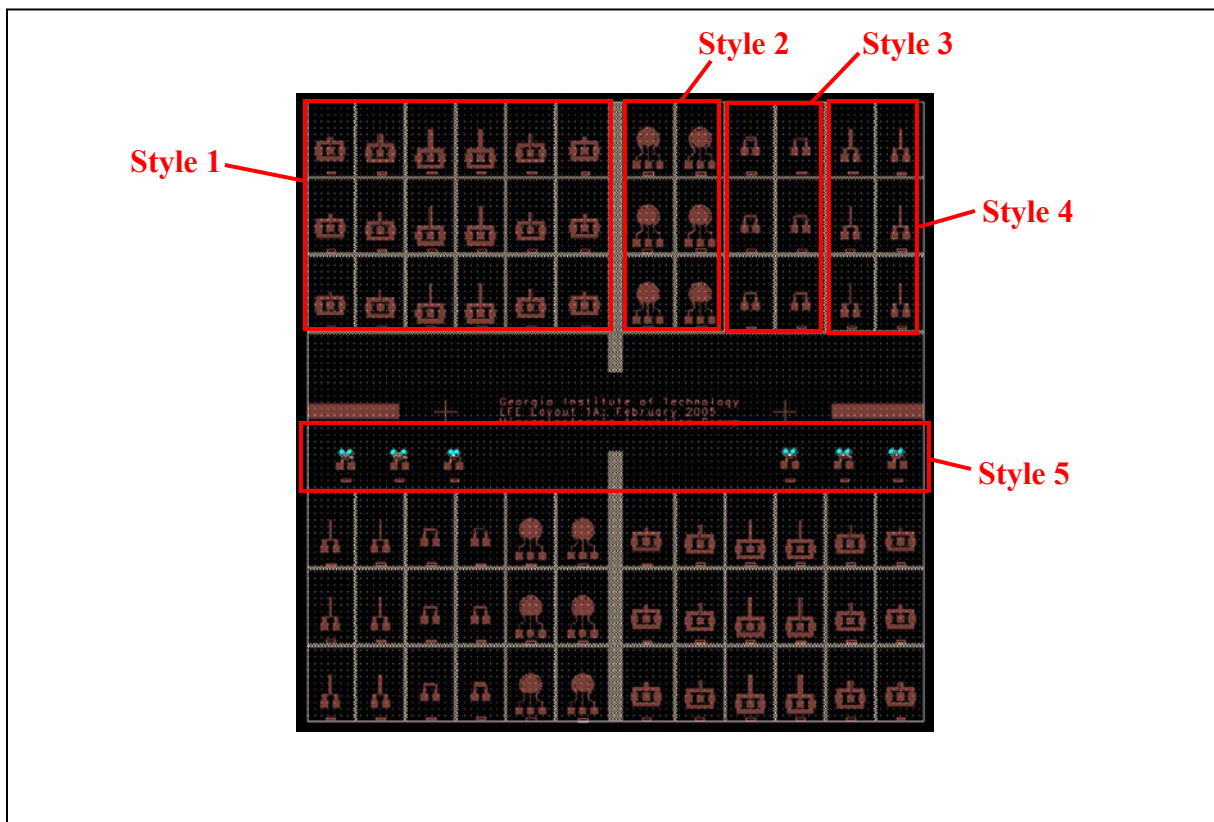 Style 2
Style 3
Style 1
Style 4
Georgia Institute of Technology
LFE Layout 1A: February 2005
Style 5